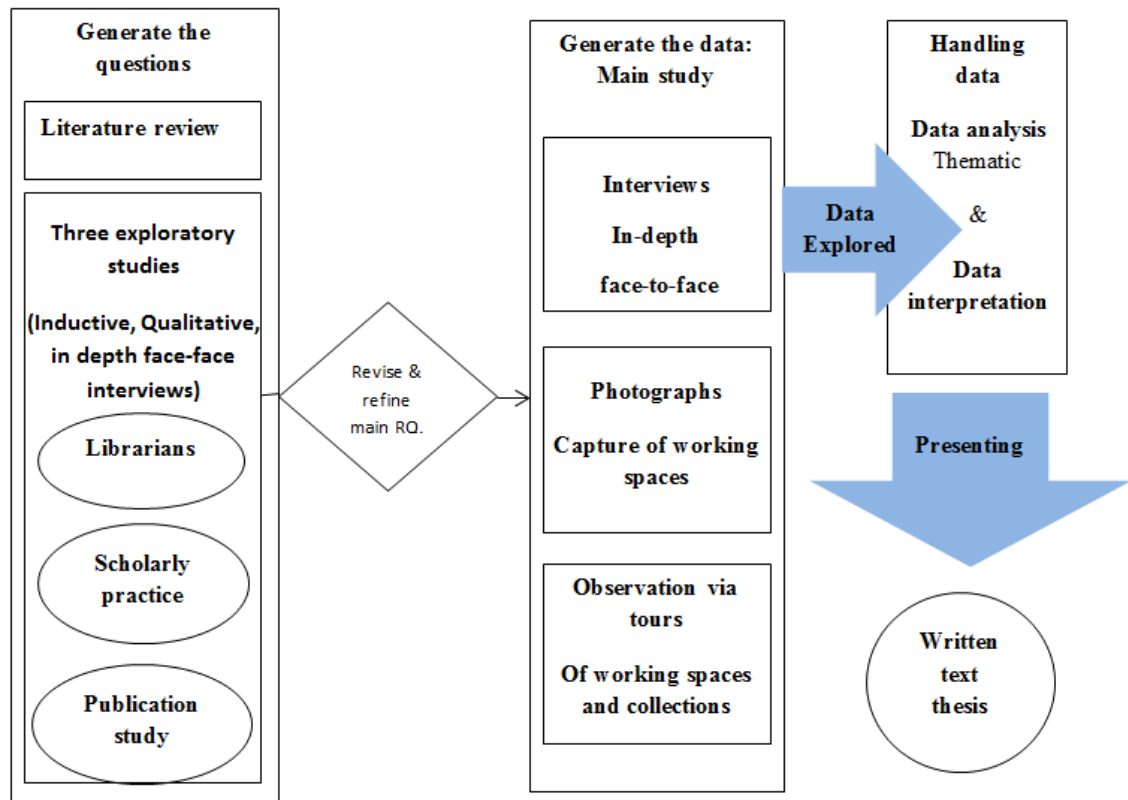 Generate the
questions
Literature review
Three exploratory
studies
(Inductive, Qualitative,
in depth face-face
interviews)
Librarians
Scholarly
practice
Publication
study
Revise &
refine
main RQ.
Generate the data:
Main study
Interviews
In-depth
face-to-face
Photographs
Capture of working
spaces
Observation via
tours
Of working spaces
and collections
Data
Explored
Handling
data
Data analysis
Thematic
&
Data
interpretation
Presenting
Written
text
thesis